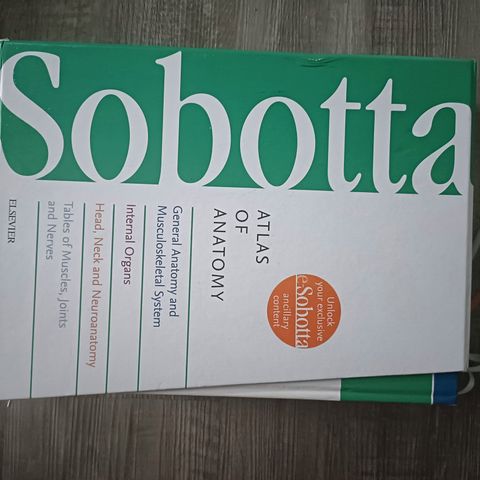 Sobotta
ATLAS
OF
ANATOMY
Unlock
your exclusive
e.Sobotta
ancillary
content
General Anatomy and
Musculoskeletal System
Internal Organs
Head, Neck and Neuroanatomy
Tables of Muscles, Joints
and Nerves
ELSEVIER